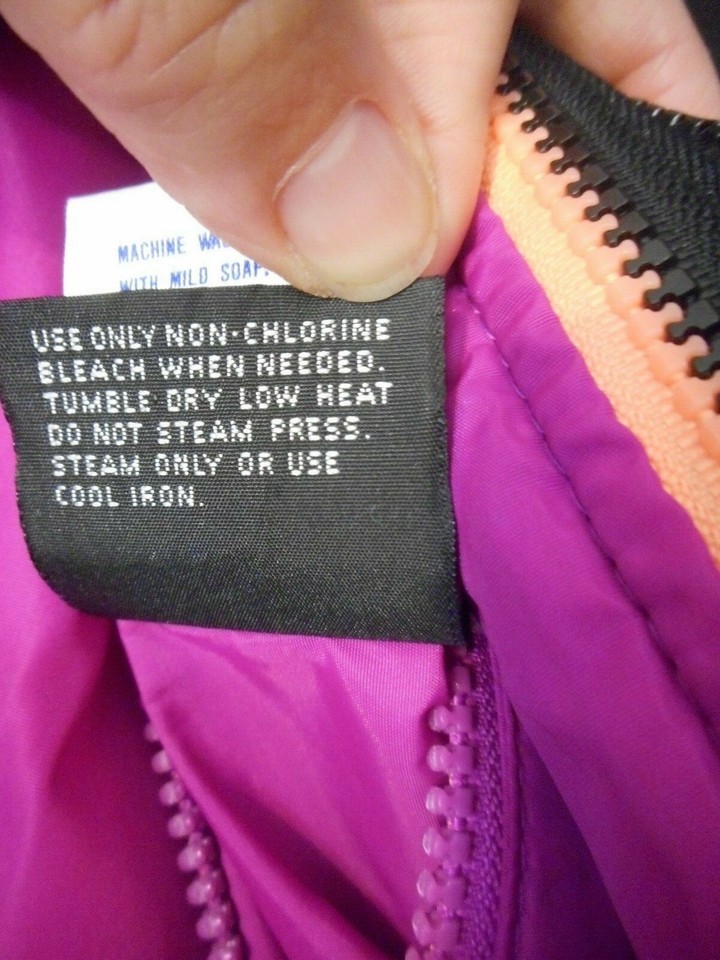 MACHINE
WITH MILD SOAP.
USE ONLY NON-CHLORINE
BLEACH WHEN NEEDED.
TUMBLE DRY LOW HEAT
DO NOT STEAM PRESS.
STEAM ONLY OR USE
COOL IRON.